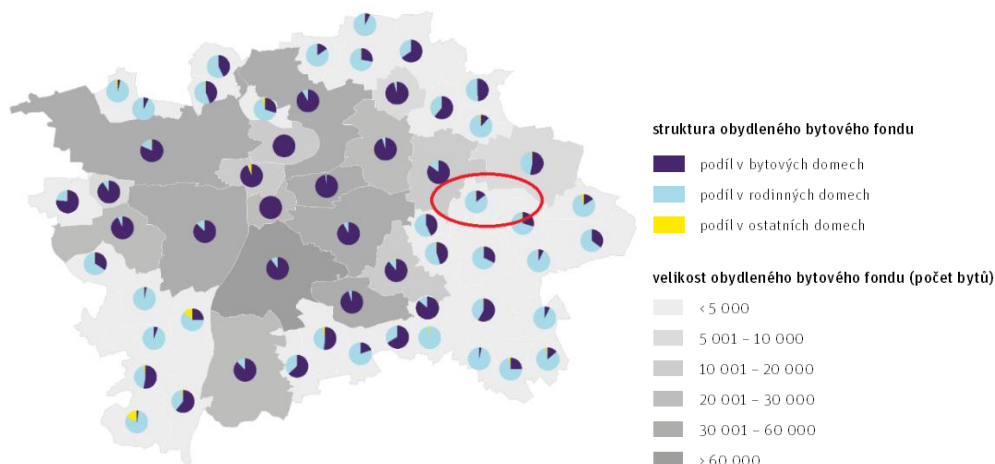 struktura obydleného bytového fondu
podíl v bytových domech
podíl v rodinných domech
podíl v ostatních domech
velikost obydleného bytového fondu (počet bytů)
< 5 000
5 001 – 10 000
10 001 – 20 000
20 001 – 30 000
30 001 – 60 000
> 60 000